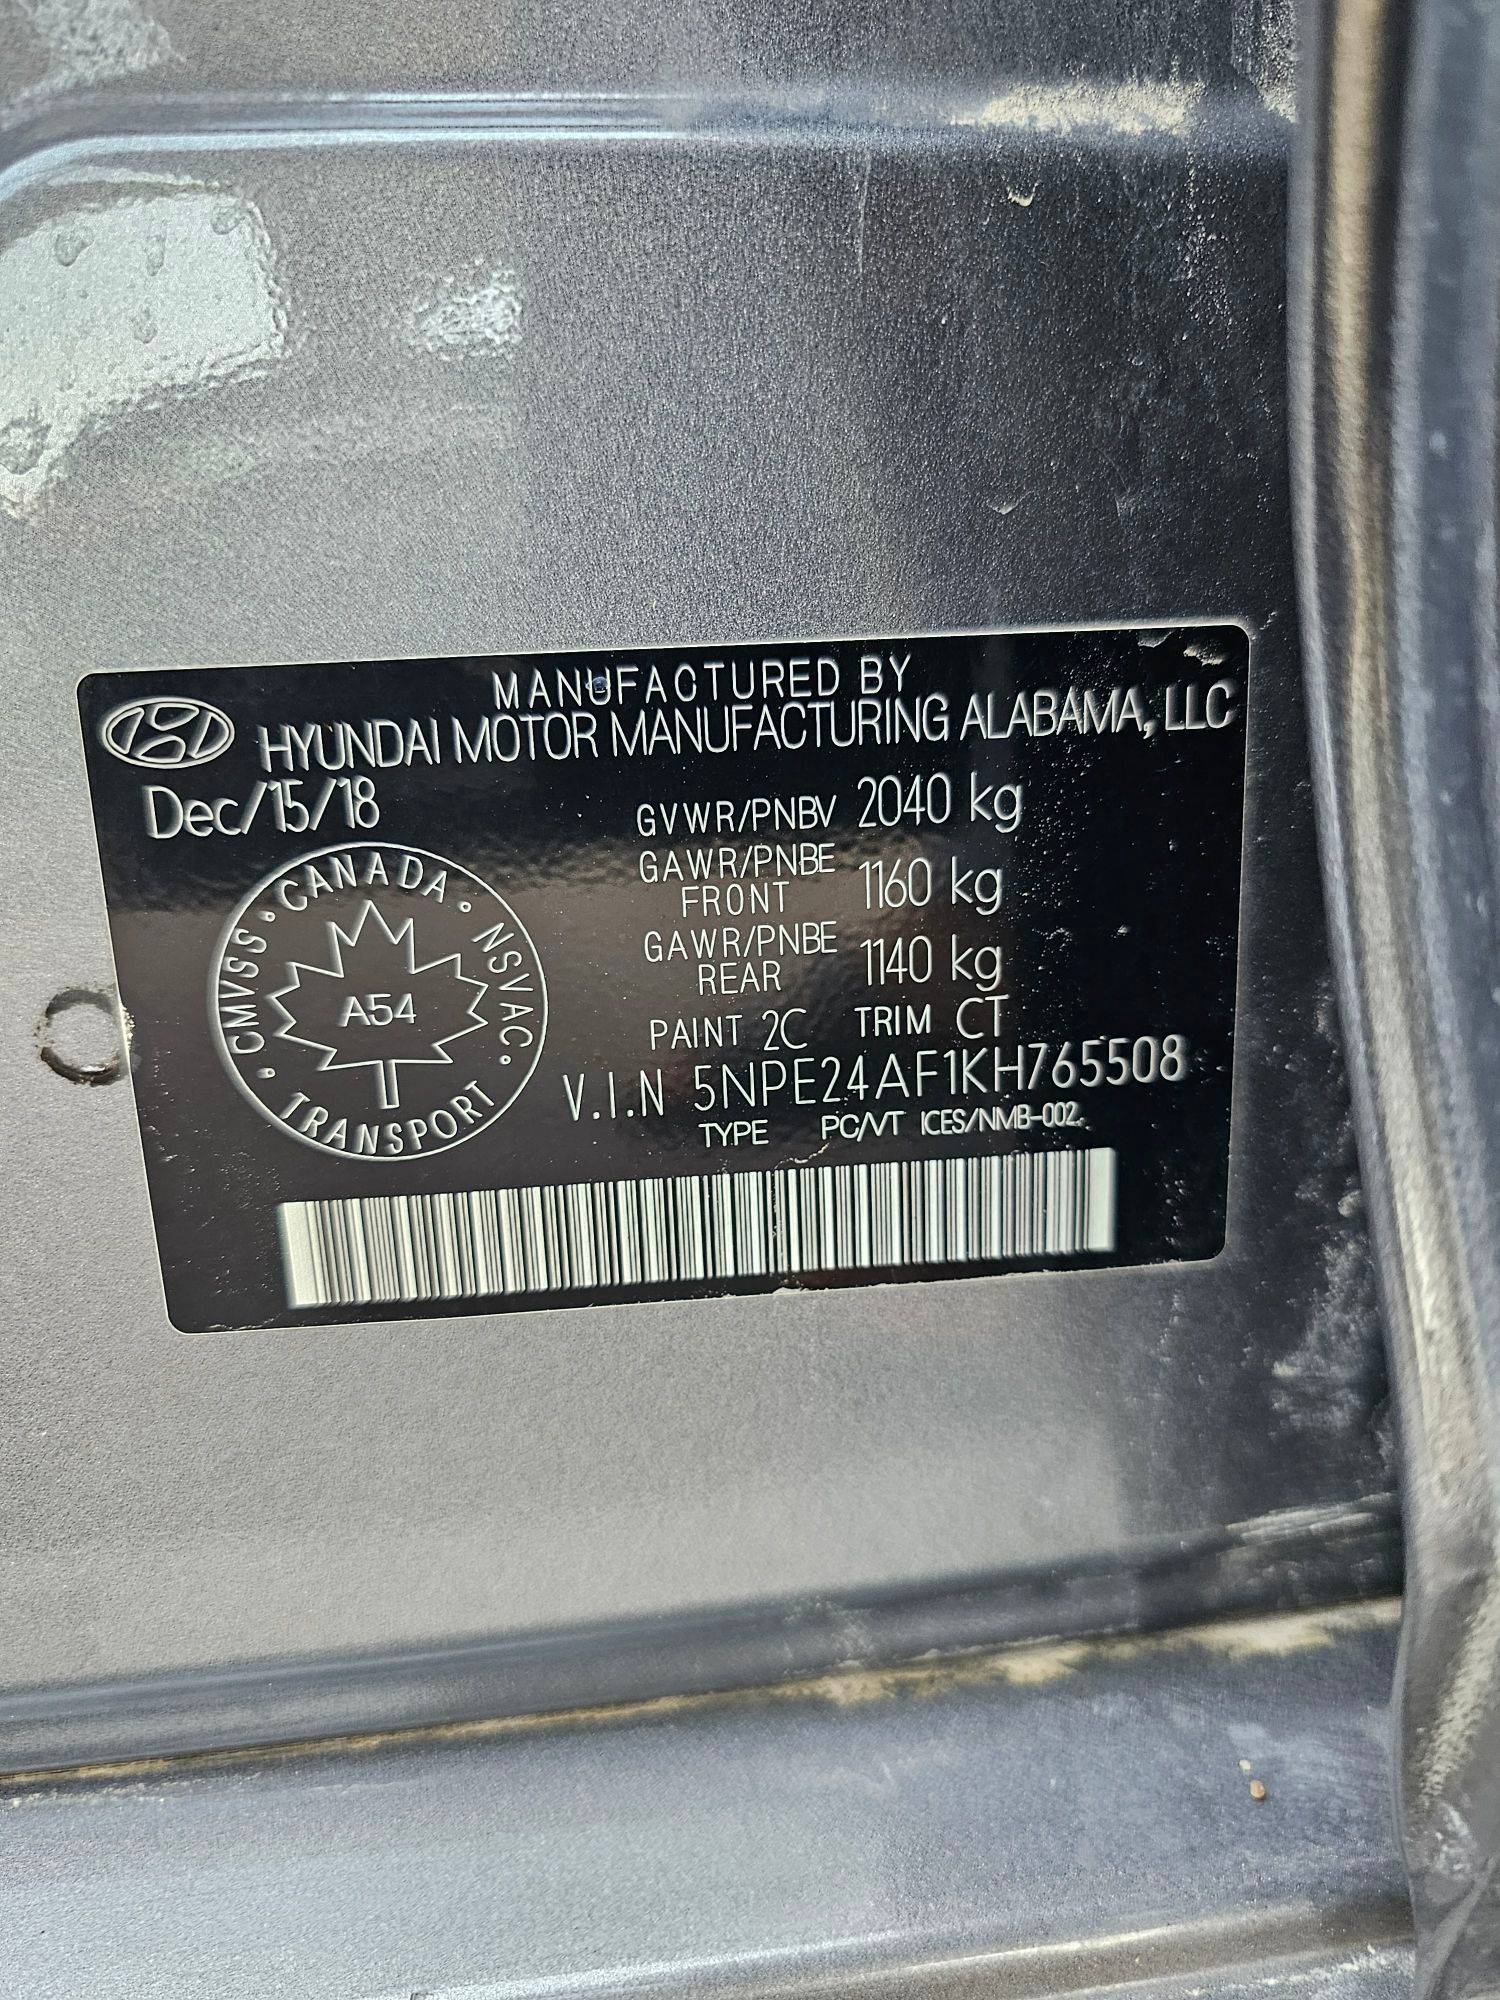 MANUFACTURED BY
HYUNDAI MOTOR MANUFACTURING ALABAMA, LLC
Dec/15/18
GVWR/PNBV 2040 kg
GAWR/PNBE FRONT 1160 kg
GAWR/PNBE REAR 1140 kg
PAINT 2C TRIM CT
V.I.N 5NPE24AF1KH765508
TYPE PC/VT ICES/NMB-002.
CMVSS • CANADA • NSVAC •
A54
• TRANSPORT